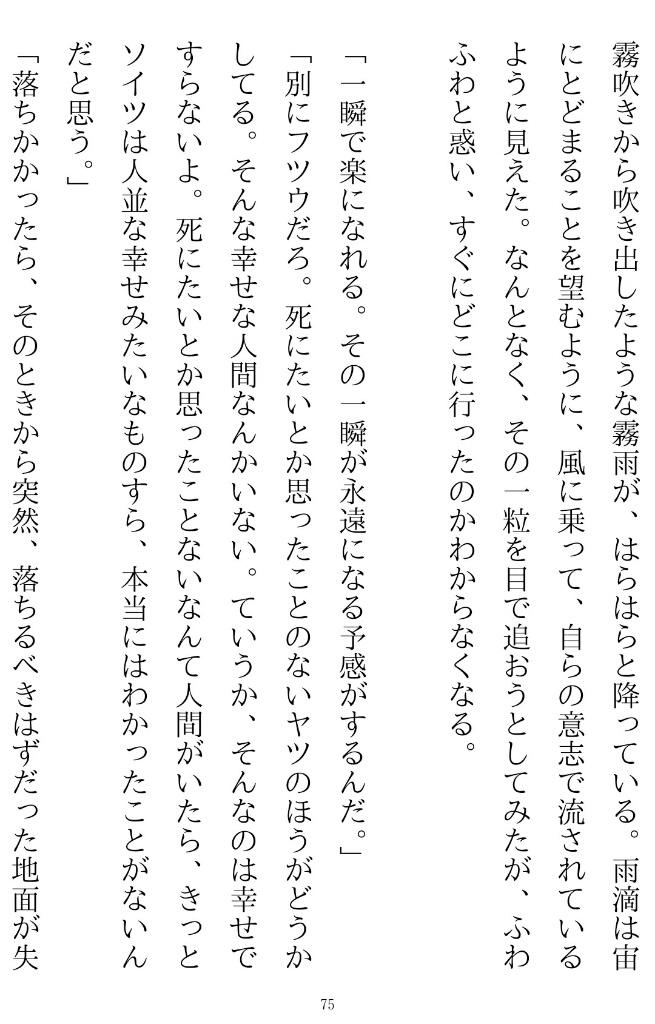 霧吹きから吹き出したような霧雨が、はらはらと降っている。雨滴は宙
にとどまることを望むように、風に乗って、自らの意志で流されている
ように見えた。なんとなく、その一粒を目で追おうとしてみたが、ふわ
ふわと惑い、すぐにどこに行ったのかわからなくなる。
「一瞬で楽になれる。その一瞬が永遠になる予感がするんだ。」
「別にフツウだろ。死にたいとか思ったことのないヤツのほうがどうか
してる。そんな幸せな人間なんかいない。ていうか、そんなのは幸せで
すらないよ。死にたいとか思ったことないなんて人間がいたら、きっと
ソイツは人並な幸せみたいなものすら、本当にはわかったことがないん
だと思う。」
「落ちかかったら、そのときから突然、落ちるべきはずだった地面が失
75